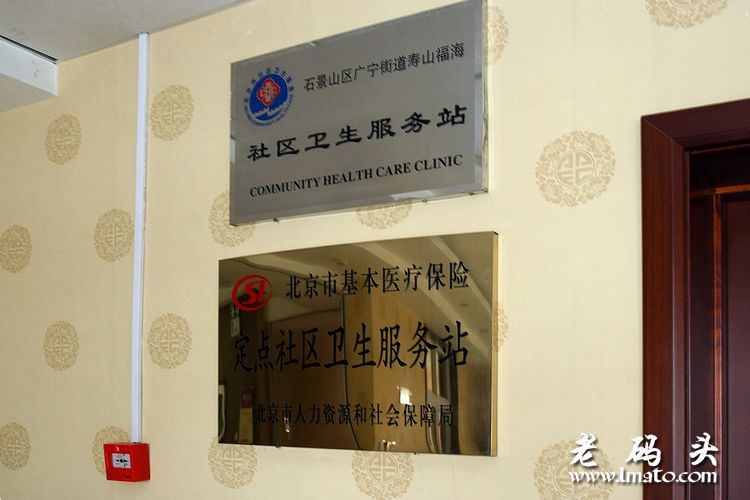 石景山区广宁街道寿山福海
社区卫生服务站
COMMUNITY HEALTH CARE CLINIC
北京市基本医疗保险
定点社区卫生服务站
北京市人力资源和社会保障局
老码头
www.lmato.com